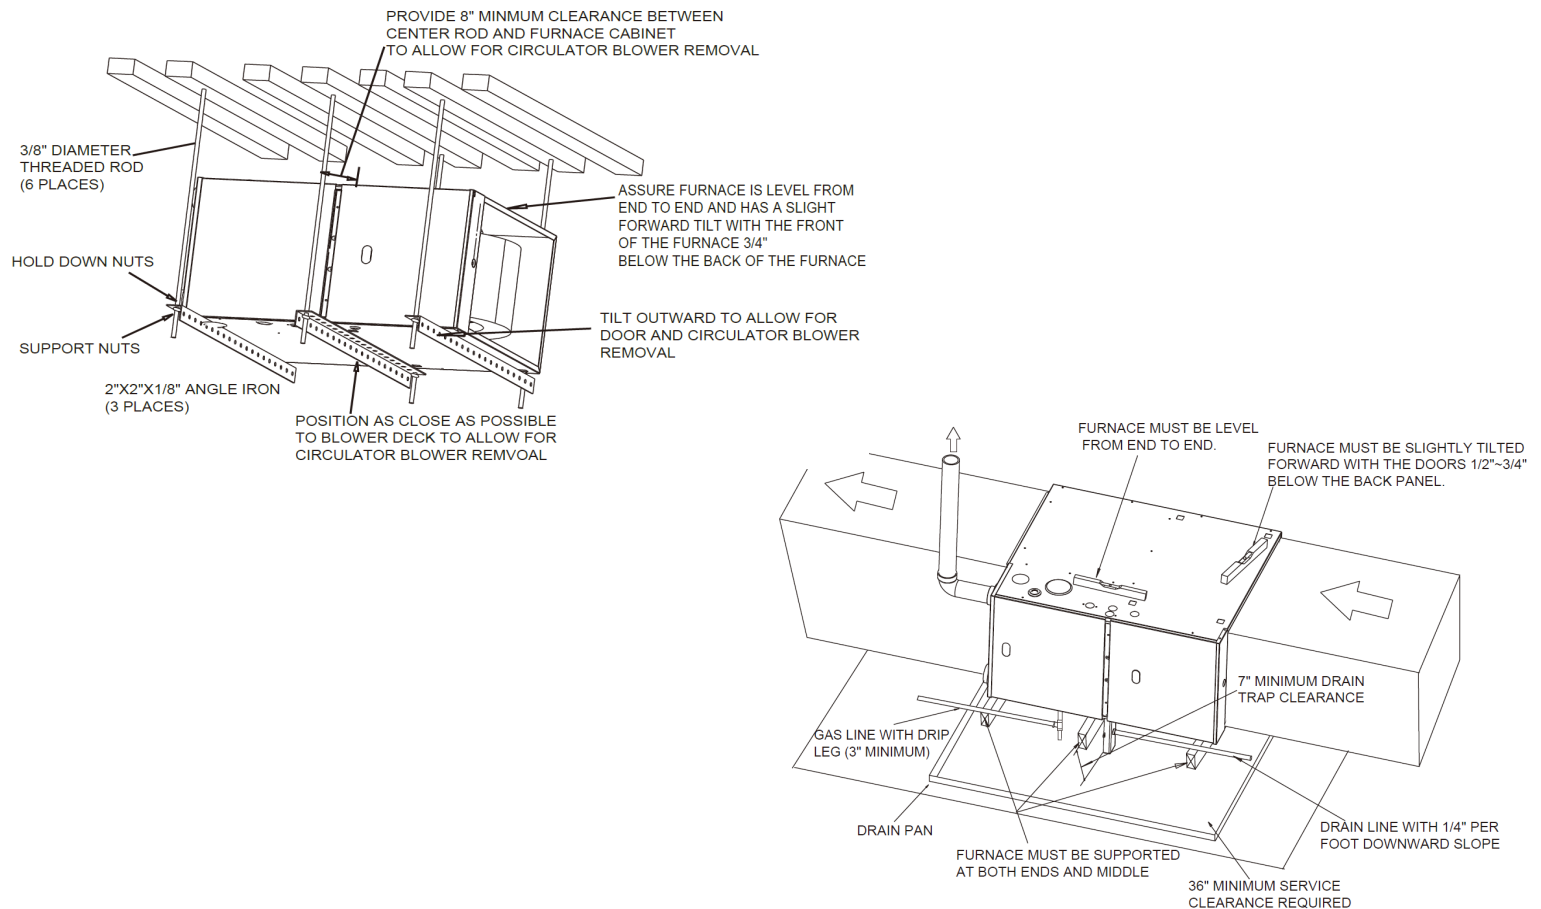 PROVIDE 8" MINMUM CLEARANCE BETWEEN
CENTER ROD AND FURNACE CABINET
TO ALLOW FOR CIRCULATOR BLOWER REMOVAL
3/8" DIAMETER
THREADED ROD
(6 PLACES)
ASSURE FURNACE IS LEVEL FROM
END TO END AND HAS A SLIGHT
FORWARD TILT WITH THE FRONT
OF THE FURNACE 3/4"
BELOW THE BACK OF THE FURNACE
HOLD DOWN NUTS
SUPPORT NUTS
TILT OUTWARD TO ALLOW FOR
DOOR AND CIRCULATOR BLOWER
REMOVAL
2"X2"X1/8" ANGLE IRON
(3 PLACES)
POSITION AS CLOSE AS POSSIBLE
TO BLOWER DECK TO ALLOW FOR
CIRCULATOR BLOWER REMVOAL
FURNACE MUST BE LEVEL
FROM END TO END.
FURNACE MUST BE SLIGHTLY TILTED
FORWARD WITH THE DOORS 1/2"~3/4"
BELOW THE BACK PANEL.
7" MINIMUM DRAIN
TRAP CLEARANCE
GAS LINE WITH DRIP
LEG (3" MINIMUM)
DRAIN PAN
FURNACE MUST BE SUPPORTED
AT BOTH ENDS AND MIDDLE
DRAIN LINE WITH 1/4" PER
FOOT DOWNWARD SLOPE
36" MINIMUM SERVICE
CLEARANCE REQUIRED